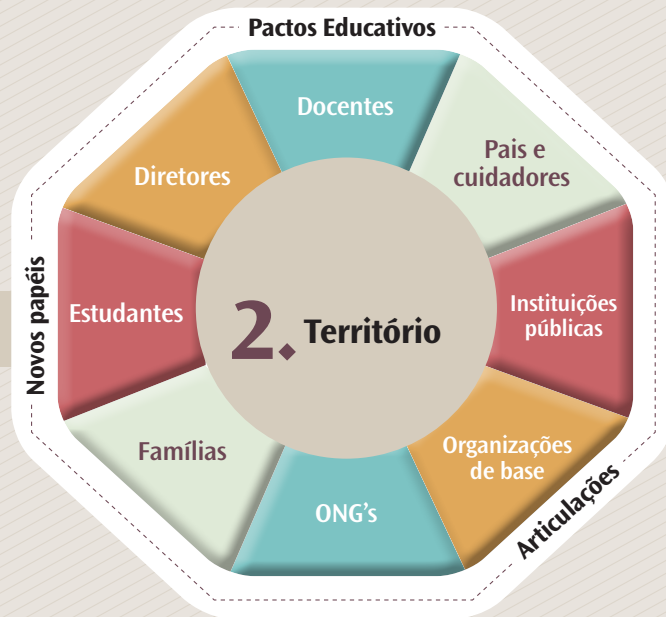 Pactos Educativos
Docentes
Pais e
cuidadores
Diretores
Instituições
públicas
Estudantes
Novos papéis
2. Território
Organizações
de base
Famílias
ONG's
Articulações